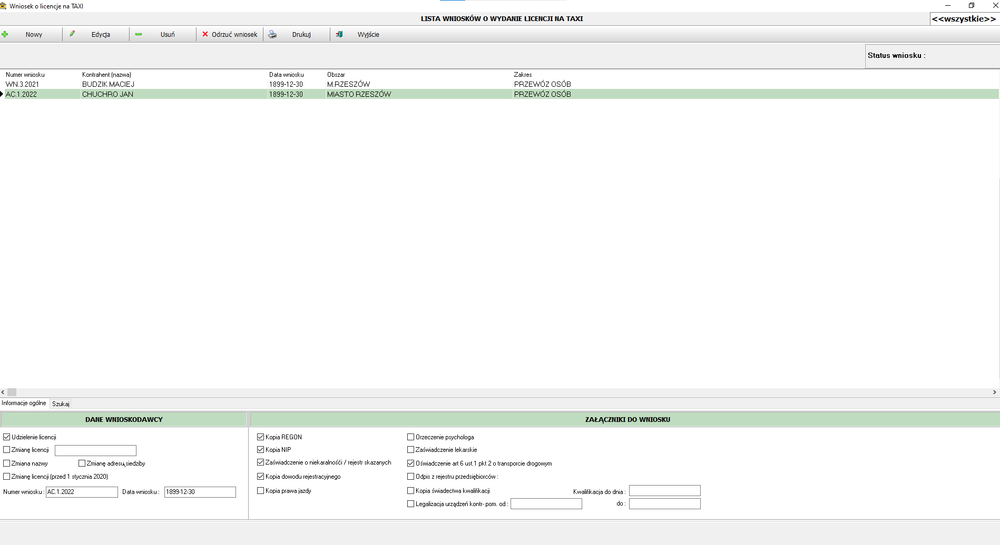 Wniosek o licencje na TAXI
LISTA WNIOSKÓW O WYDANIE LICENCJI NA TAXI
<<wszystkie>>
Nowy Edycja Usuń Odrzuć wniosek Drukuj Wyjście
Status wniosku :
Numer wniosku Kontrahent (nazwa) Data wniosku Obszar Zakres
WN.3.2021 BUDZIK MACIEJ 1899-12-30 M.RZESZÓW PRZEWÓZ OSÓB
AC.1.2022 CHUCHRO JAN 1899-12-30 MIASTO RZESZÓW PRZEWÓZ OSÓB
Informacje ogólne Szukaj
DANE WNIOSKODAWCY
Udzielenie licencji
Zmianę licencji
Zmiana nazwy Zmianę adresu,siedziby
Zmianę licencji (przed 1 stycznia 2020)
Numer wniosku : AC.1.2022 Data wniosku : 1899-12-30
ZAŁĄCZNIKI DO WNIOSKU
Kopia REGON Orzeczenie psychologa
Kopia NIP Zaświadczenie lekarskie
Zaświadczenie o niekaralnośći / rejestr skazanych Oświadczenie art 6 ust.1 pkt 2 o transporcie drogowym
Kopia dowodu rejestracyjnego Odpis z rejestru przedsiębiorców :
Kopia prawa jazdy Kopia świadectwa kwalifikacji Kwalifikacja do dnia :
Legalizacja urządzeń kontr- pom. od : do :